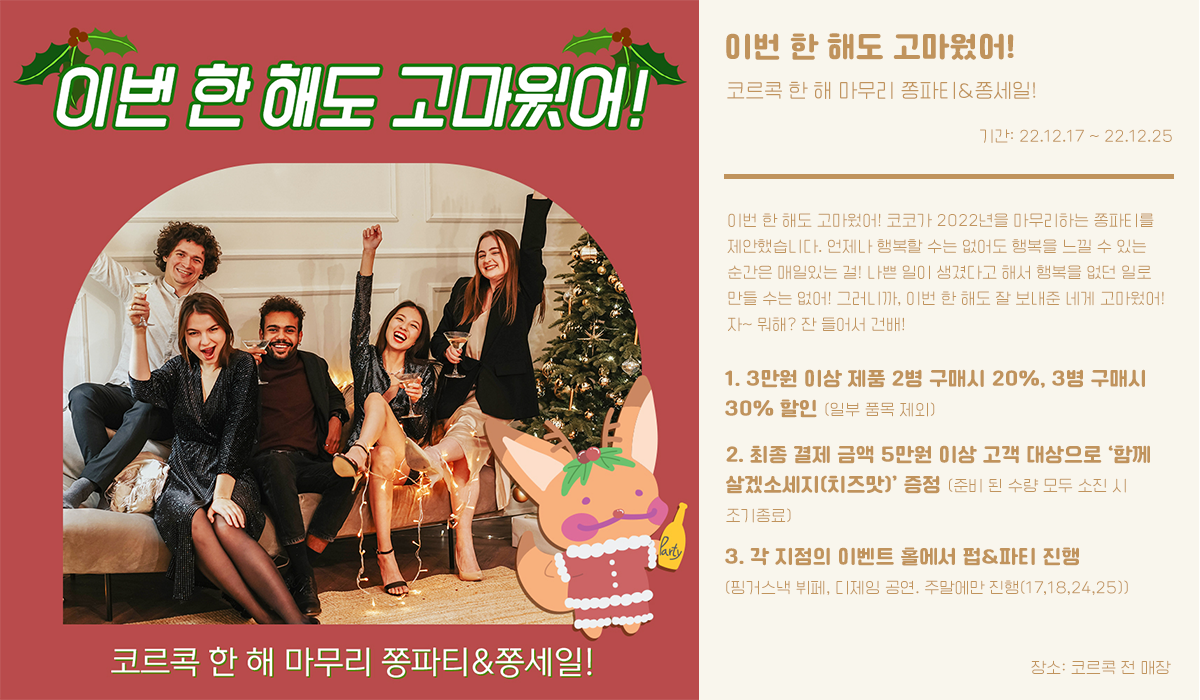 이번 한 해도 고마웠어!
코르콕 한 해 마무리 쫑파티&쫑세일!
Party
이번 한 해도 고마웠어!
코르콕 한 해 마무리 쫑파티&쫑세일!
기간: 22.12.17 ~ 22.12.25
이번 한 해도 고마웠어! 코코가 2022년을 마무리하는 쫑파티를
제안했습니다. 언제나 행복할 수는 없어도 행복을 느낄 수 있는
순간은 매일있는 걸! 나쁜 일이 생겼다고 해서 행복을 없던 일로
만들 수는 없어! 그러니까, 이번 한 해도 잘 보내준 네게 고마웠어!
자~ 뭐해? 잔 들어서 건배!
1. 3만원 이상 제품 2병 구매시 20%, 3병 구매시
30% 할인 (일부 품목 제외)
2. 최종 결제 금액 5만원 이상 고객 대상으로 ‘함께
살겠소세지(치즈맛)’ 증정 (준비 된 수량 모두 소진 시
조기종료)
3. 각 지점의 이벤트 홀에서 펍&파티 진행
(핑거스낵 뷔페, 디제잉 공연. 주말에만 진행(17,18,24,25))
장소: 코르콕 전 매장